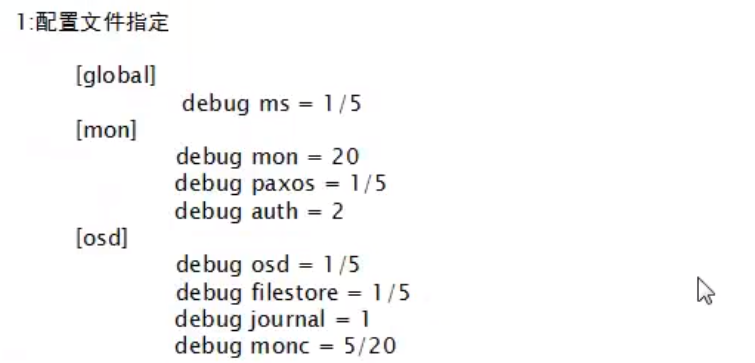 1:配置文件指定
[global]
debug ms = 1/5
[mon]
debug mon = 20
debug paxos = 1/5
debug auth = 2
[osd]
debug osd = 1/5
debug filestore = 1/5
debug journal = 1
debug monc = 5/20